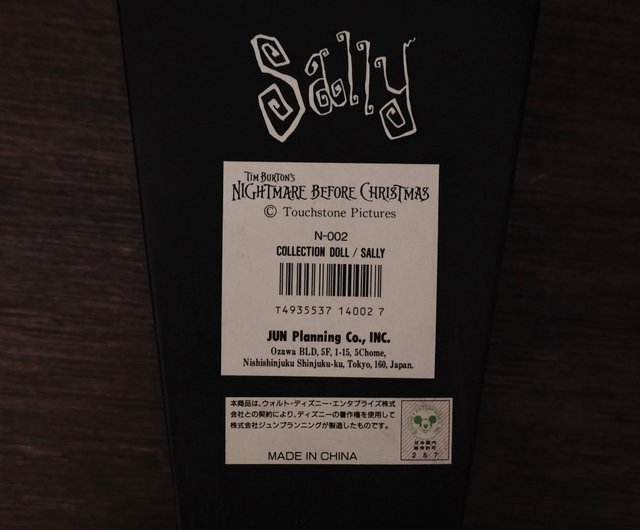 Sally
TIM BURTON'S
NIGHTMARE BEFORE CHRISTMAS
© Touchstone Pictures
N-002
COLLECTION DOLL / SALLY
T4935537 14002 7
JUN Planning Co., INC.
Ozawa BLD, 5F, 1-15, 5Chome,
Nishishinjuku Shinjuku-ku, Tokyo, 160, Japan.
本商品は、ウォルト・ディズニー・エンタプライズ株式
会社との契約により、ディズニーの著作権を使用して
株式会社ジュンプランニングが製造したものです。
MADE IN CHINA
日本国内
257